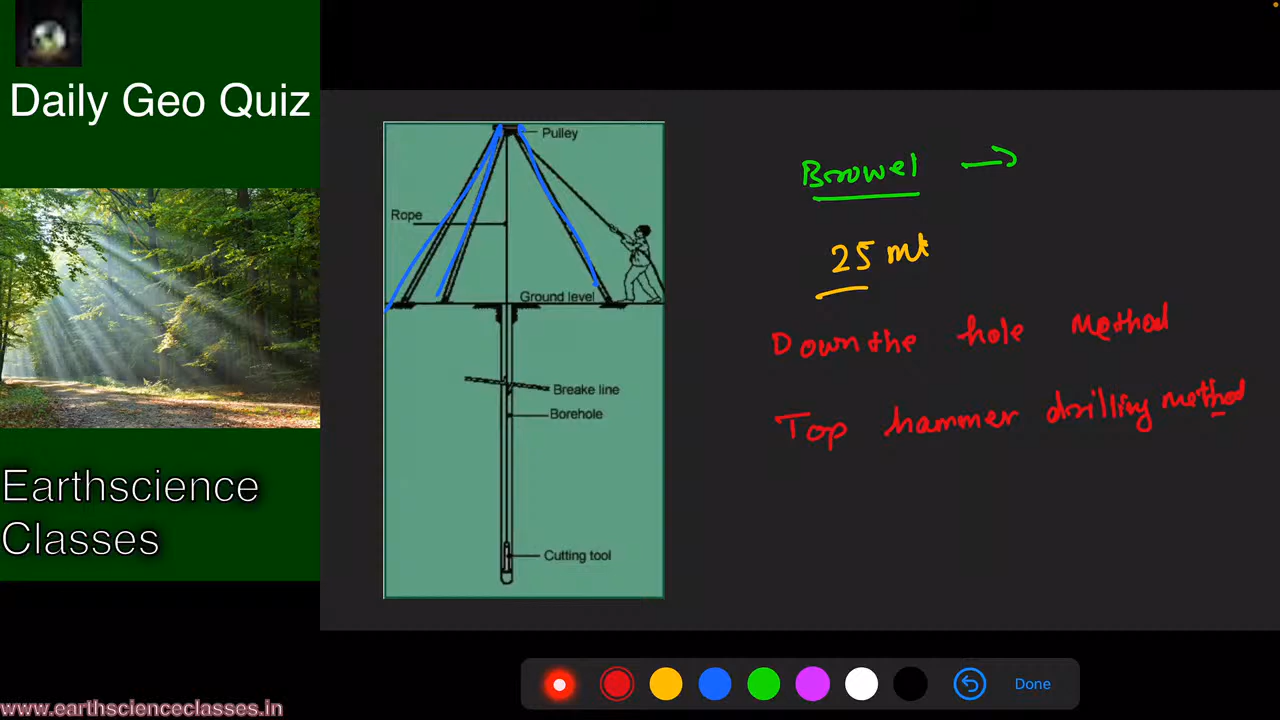 Daily Geo Quiz
Earthscience
Classes
www.earthscienceclasses.in
Pulley
Rope
Ground level
Breake line
Borehole
Cutting tool
Borowel →
25 mt
Down the hole Method
Top hammer drilling method
Done